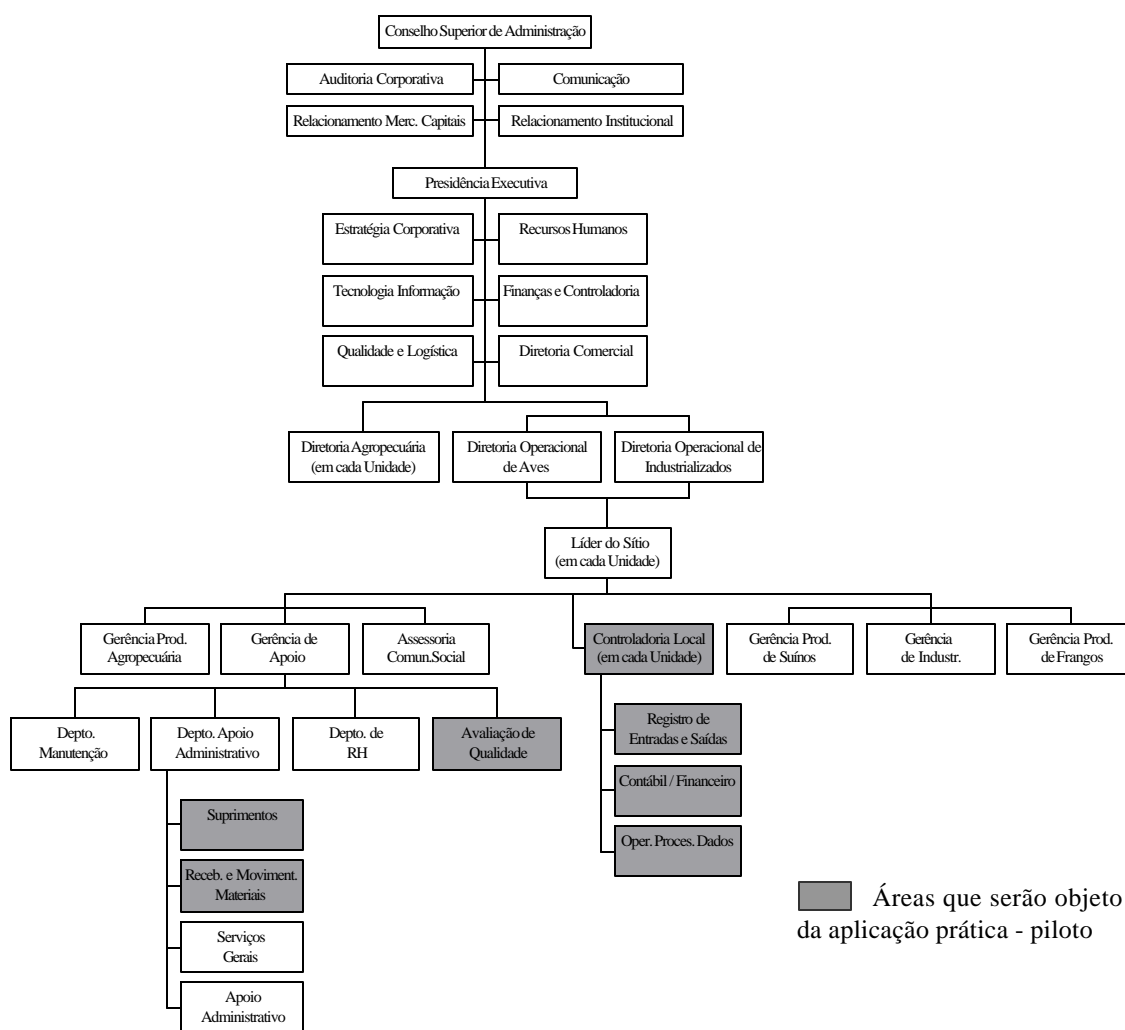 Conselho Superior de Administração
Auditoria Corporativa
Comunicação
Relacionamento Merc. Capitais
Relacionamento Institucional
Presidência Executiva
Estratégia Corporativa
Recursos Humanos
Tecnologia Informação
Finanças e Controladoria
Qualidade e Logística
Diretoria Comercial
Diretoria Agropecuária
(em cada Unidade)
Diretoria Operacional
de Aves
Diretoria Operacional de
Industrializados
Líder do Sítio
(em cada Unidade)
Gerência Prod.
Agropecuária
Gerência de
Apoio
Assessoria
Comun.Social
Controladoria Local
(em cada Unidade)
Gerência Prod.
de Suínos
Gerência
de Industr.
Gerência Prod.
de Frangos
Depto.
Manutenção
Depto. Apoio
Administrativo
Depto. de
RH
Avaliação de
Qualidade
Registro de
Entradas e Saídas
Contábil / Financeiro
Oper. Proces. Dados
Suprimentos
Receb. e Moviment.
Materiais
Serviços
Gerais
Apoio
Administrativo
Áreas que serão objeto
da aplicação prática - piloto